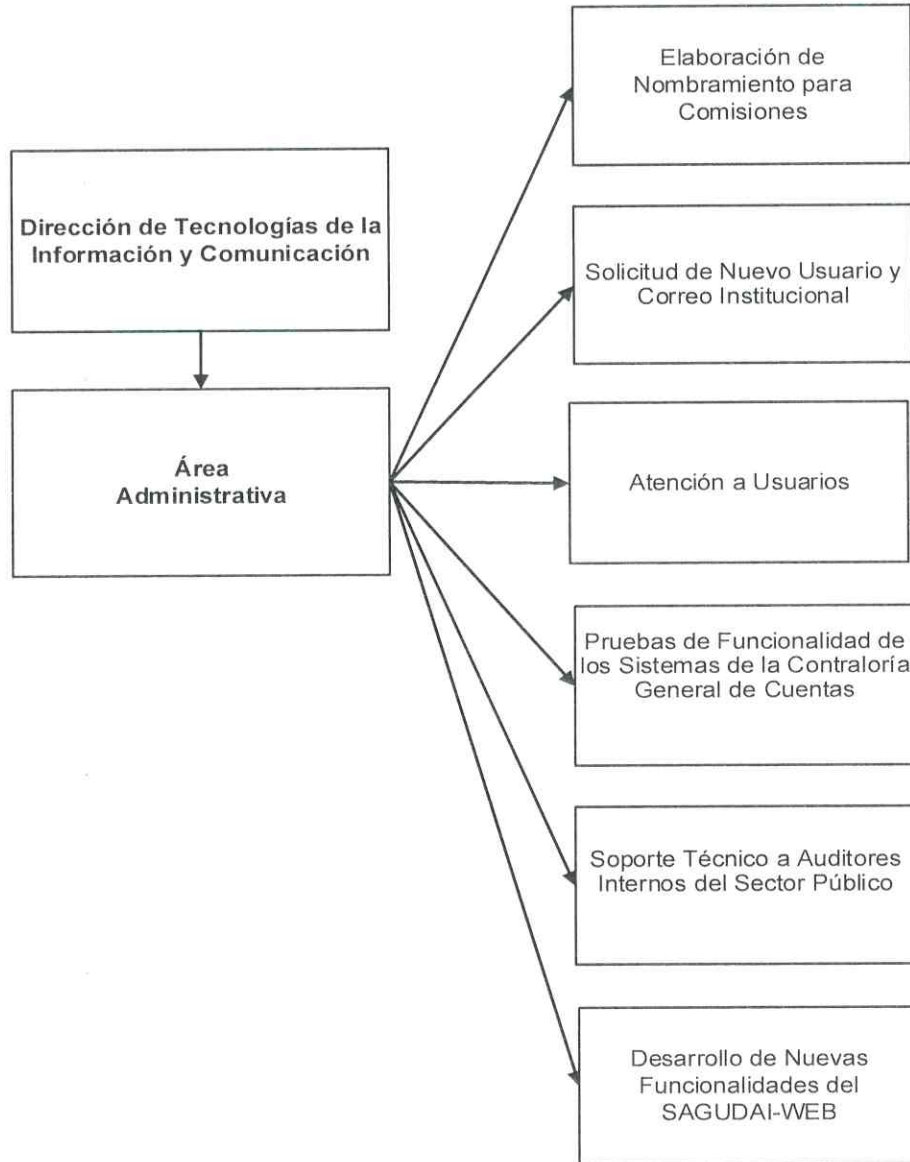 Dirección de Tecnologías de la
Información y Comunicación
Área
Administrativa
Elaboración de
Nombramiento para
Comisiones
Solicitud de Nuevo Usuario y
Correo Institucional
Atención a Usuarios
Pruebas de Funcionalidad de
los Sistemas de la Contraloría
General de Cuentas
Soporte Técnico a Auditores
Internos del Sector Público
Desarrollo de Nuevas
Funcionalidades del
SAGUDAI-WEB